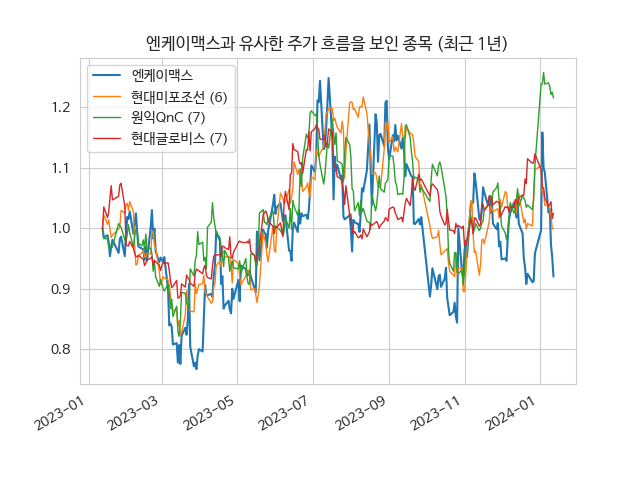 엔케이맥스과 유사한 주가 흐름을 보인 종목 (최근 1년)
엔케이맥스
현대미포조선 (6)
원익QnC (7)
현대글로비스 (7)
1.2
1.1
1.0
0.9
0.8
2023-01
2023-03
2023-05
2023-07
2023-09
2023-11
2024-01